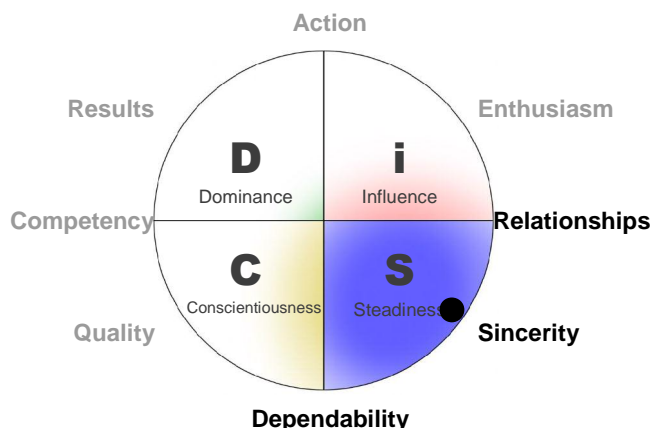 Action
Results
Enthusiasm
D
i
Dominance
Influence
Competency
Relationships
C
S
Conscientiousness
Steadiness
Quality
Sincerity
Dependability